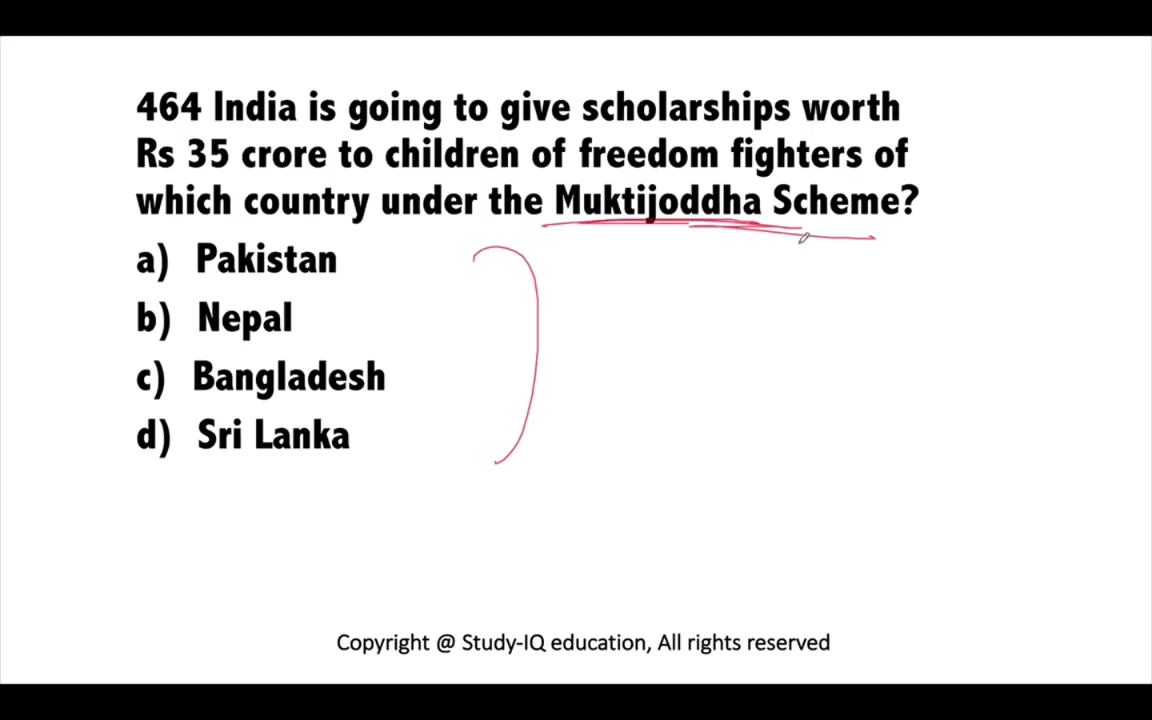 464 India is going to give scholarships worth
Rs 35 crore to children of freedom fighters of
which country under the Muktijoddha Scheme?
a) Pakistan
b) Nepal
c) Bangladesh
d) Sri Lanka
Copyright @ Study-IQ education, All rights reserved